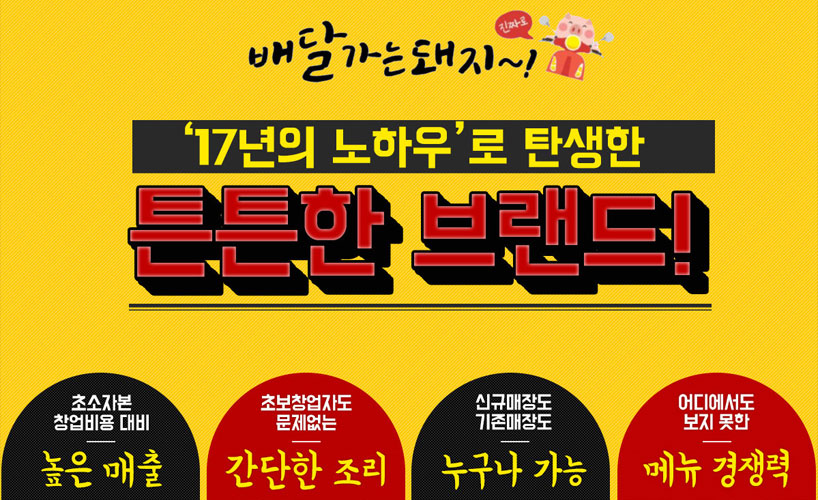 배달가는돼지~!
진짜로
‘17년의 노하우’로 탄생한
튼튼한 브랜드!
초소자본
창업비용 대비
높은 매출
초보창업자도
문제없는
간단한 조리
신규매장도
기존매장도
누구나 가능
어디에서도
보지 못한
메뉴 경쟁력